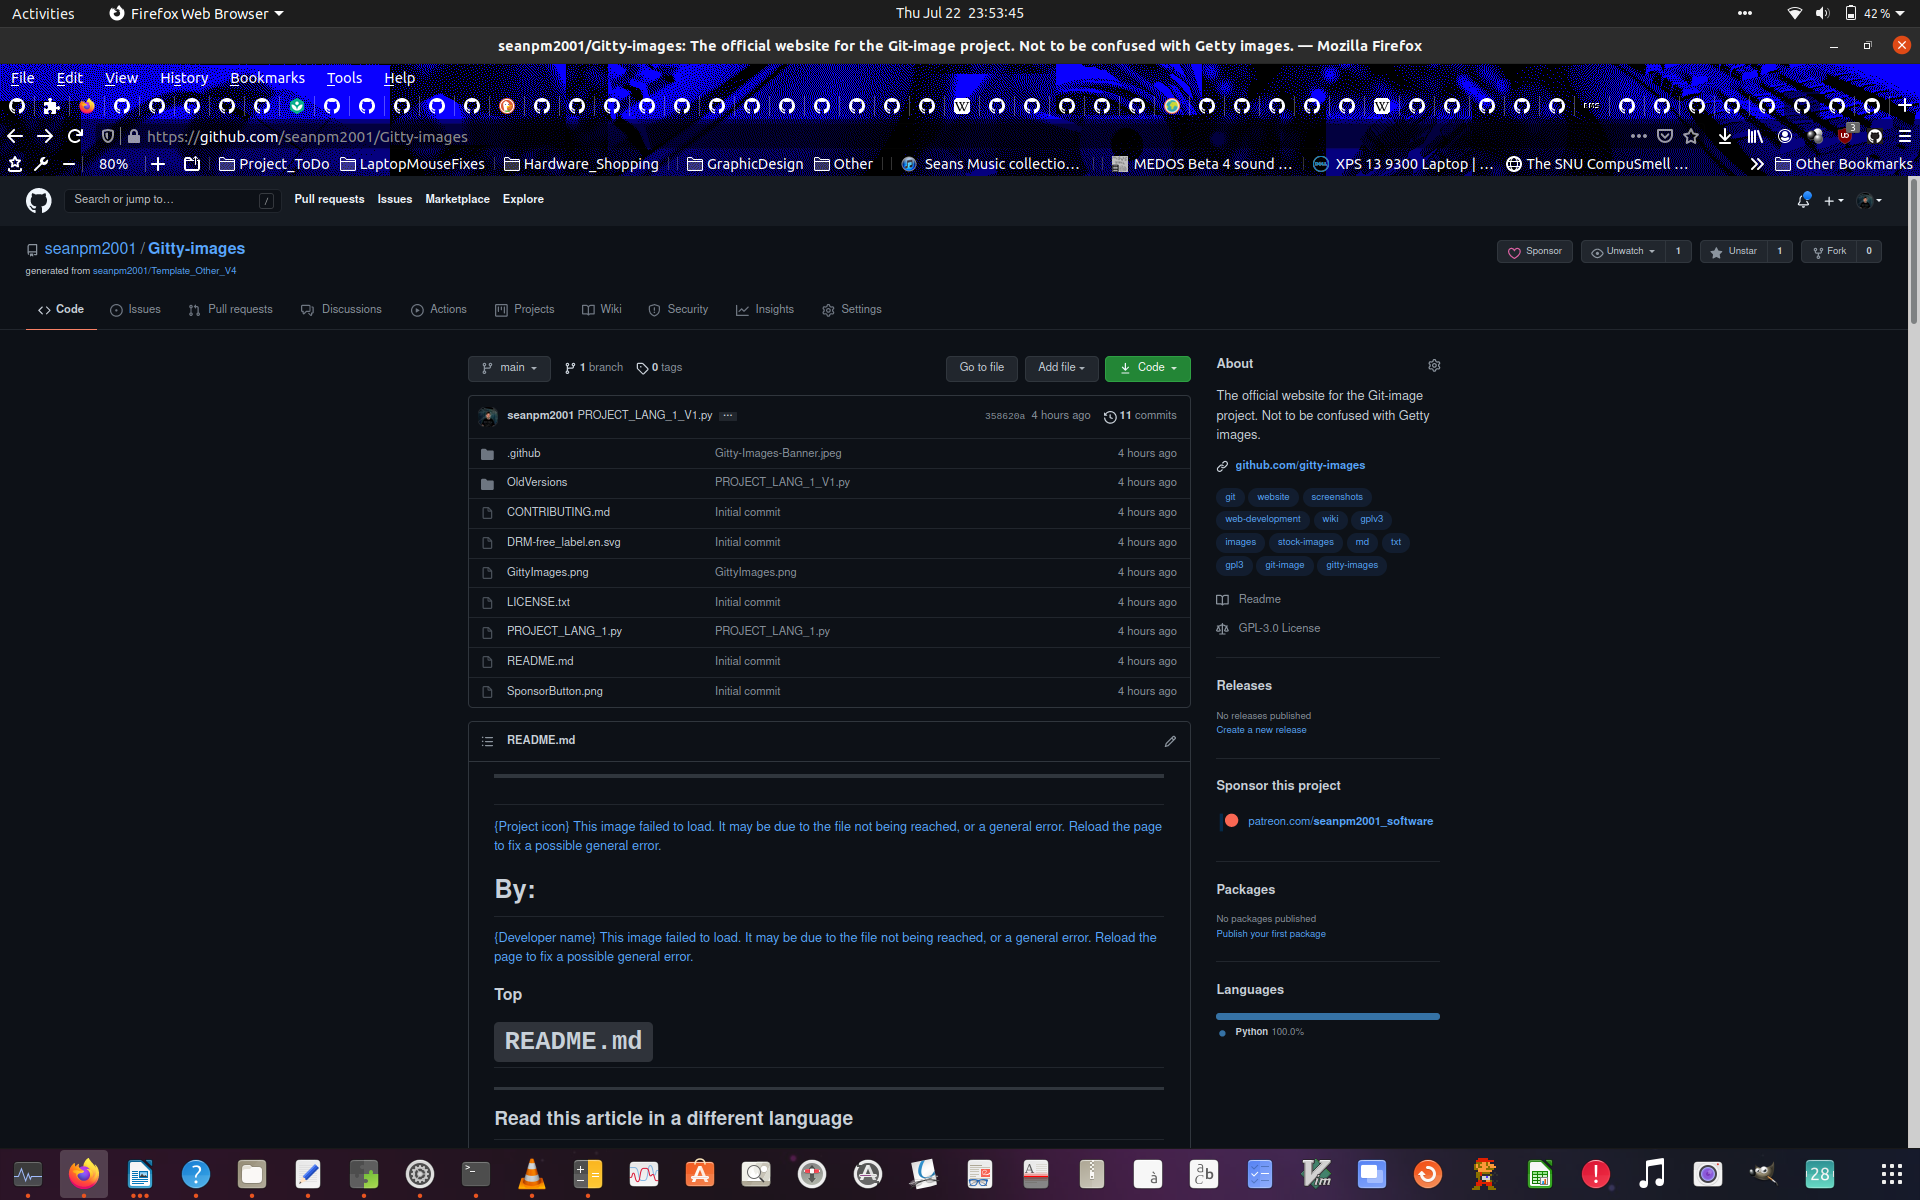 Activities Firefox Web Browser Thu Jul 22 23:53:45 42 %
seanpm2001/Gitty-images: The official website for the Git-image project. Not to be confused with Getty images. — Mozilla Firefox
File Edit View History Bookmarks Tools Help
https://github.com/seanpm2001/Gitty-images 3
80% Project_ToDo LaptopMouseFixes Hardware_Shopping GraphicDesign Other Seans Music collectio… MEDOS Beta 4 sound … XPS 13 9300 Laptop | … The SNU CompuSmell … Other Bookmarks
Search or jump to… / Pull requests Issues Marketplace Explore
seanpm2001 / Gitty-images Sponsor Unwatch 1 Unstar 1 Fork 0
generated from seanpm2001/Template_Other_V4
Code Issues Pull requests Discussions Actions Projects Wiki Security Insights Settings
main 1 branch 0 tags Go to file Add file Code
seanpm2001 PROJECT_LANG_1_V1.py 358620a 4 hours ago 11 commits
.github Gitty-Images-Banner.jpeg 4 hours ago
OldVersions PROJECT_LANG_1_V1.py 4 hours ago
CONTRIBUTING.md Initial commit 4 hours ago
DRM-free_label.en.svg Initial commit 4 hours ago
GittyImages.png GittyImages.png 4 hours ago
LICENSE.txt Initial commit 4 hours ago
PROJECT_LANG_1.py PROJECT_LANG_1.py 4 hours ago
README.md Initial commit 4 hours ago
SponsorButton.png Initial commit 4 hours ago
README.md
{Project icon} This image failed to load. It may be due to the file not being reached, or a general error. Reload the page
to fix a possible general error.
By:
{Developer name} This image failed to load. It may be due to the file not being reached, or a general error. Reload the
page to fix a possible general error.
Top
README.md
Read this article in a different language
About
The official website for the Git-image
project. Not to be confused with Getty
images.
github.com/gitty-images
git website screenshots
web-development wiki gplv3
images stock-images md txt
gpl3 git-image gitty-images
Readme
GPL-3.0 License
Releases
No releases published
Create a new release
Sponsor this project
patreon.com/seanpm2001_software
Packages
No packages published
Publish your first package
Languages
Python 100.0%
28